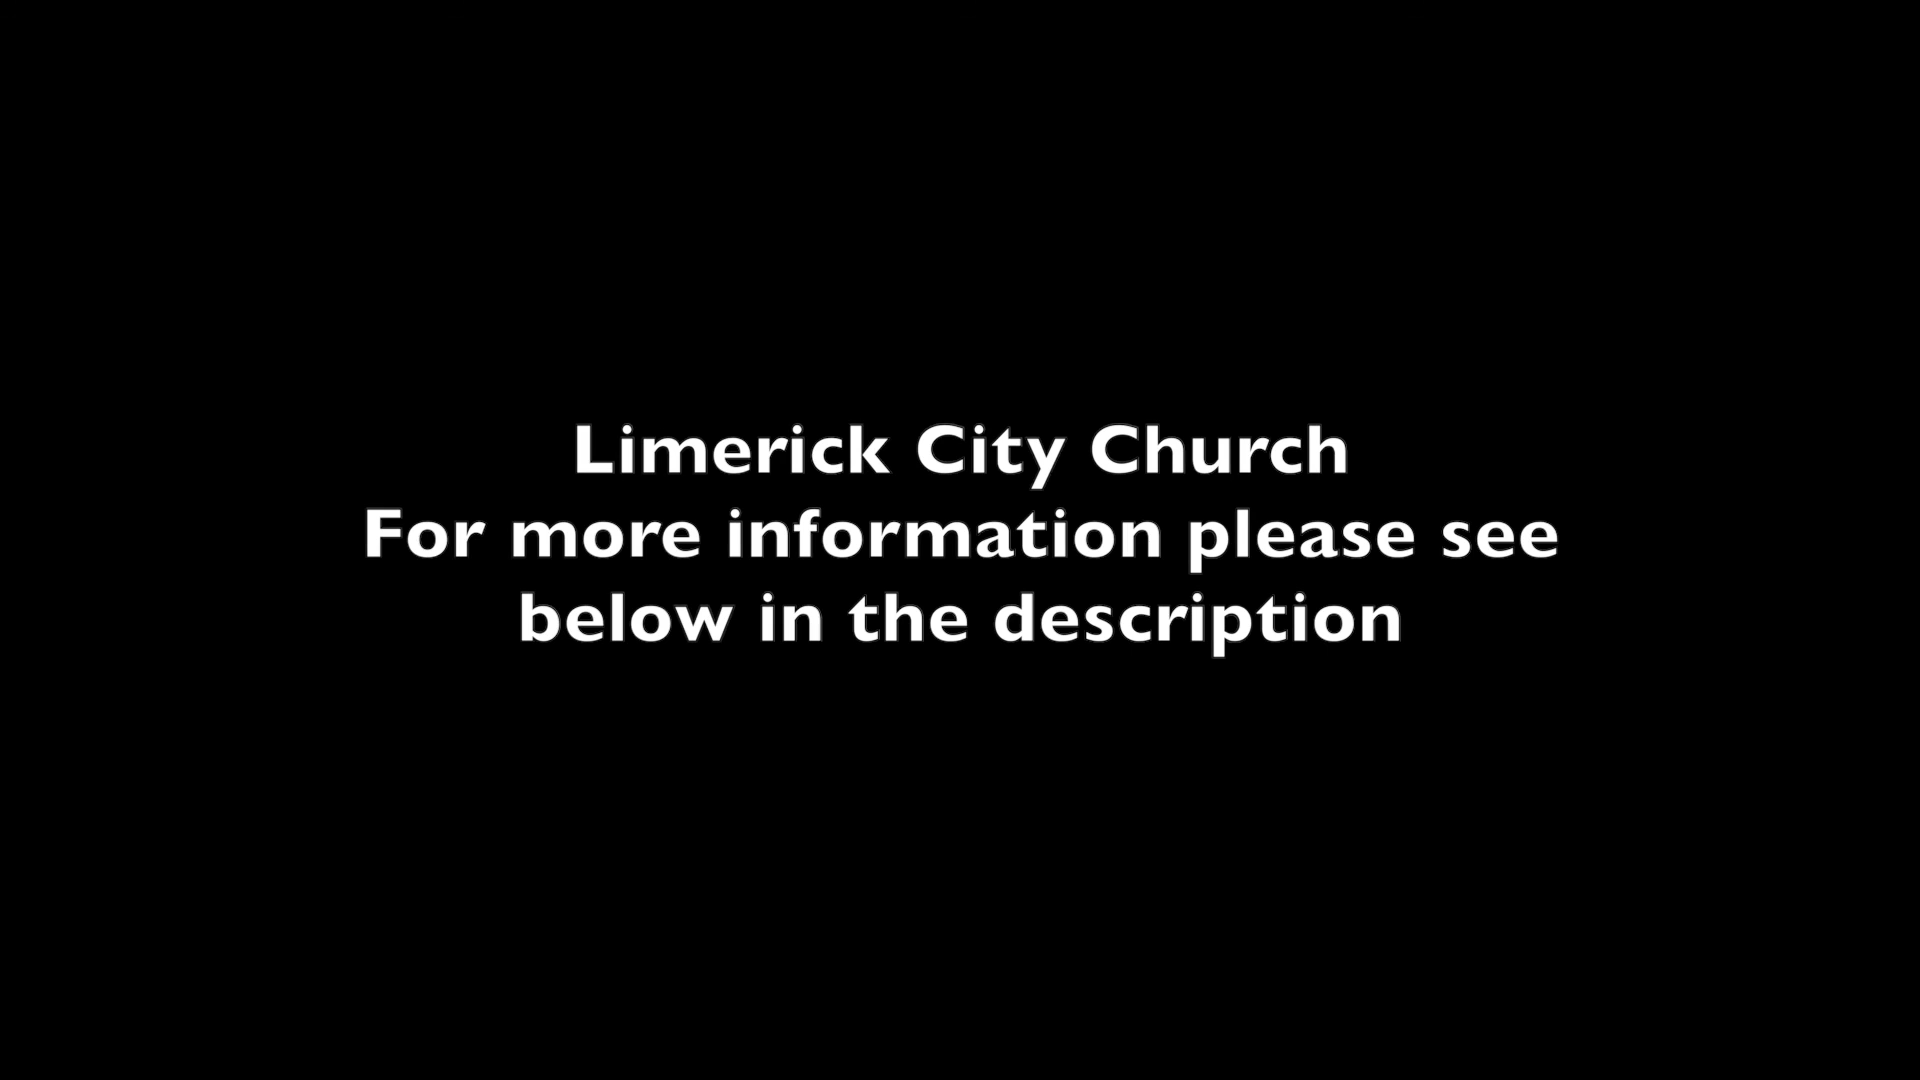 Limerick City Church
For more information please see
below in the description